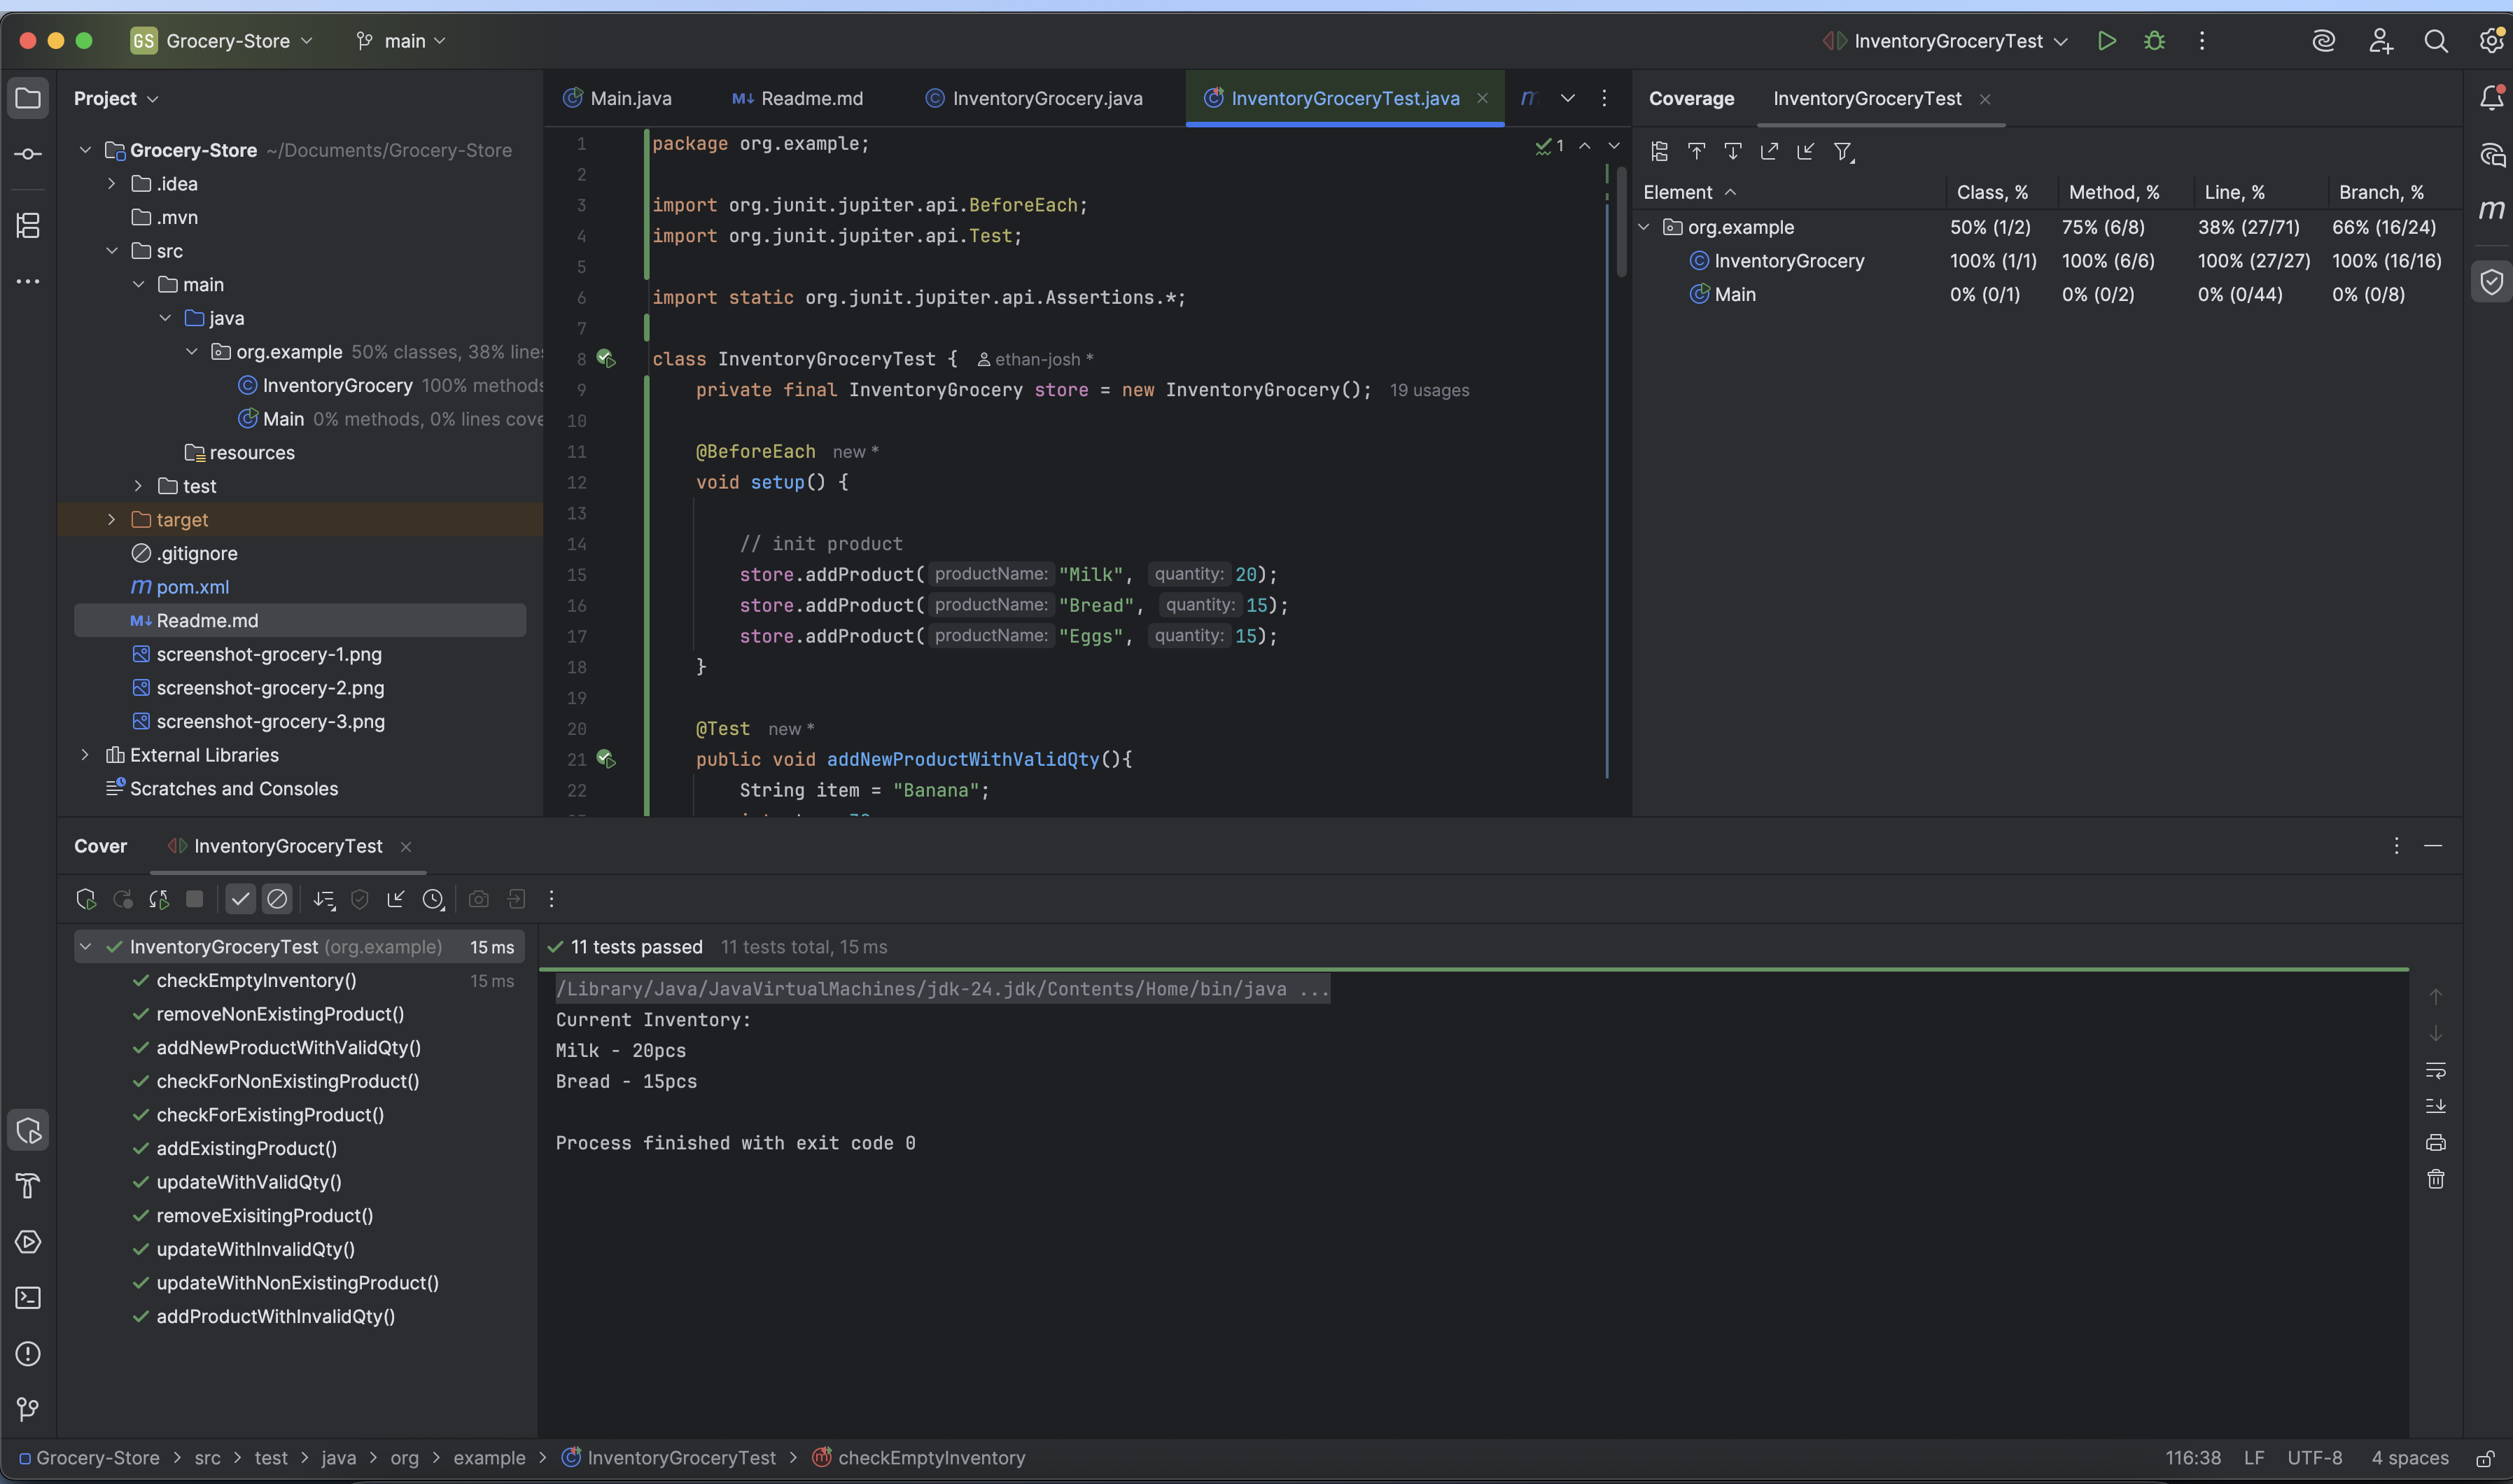 GS Grocery-Store main InventoryGroceryTest
Project
Grocery-Store ~/Documents/Grocery-Store
.idea
.mvn
src
main
java
org.example 50% classes, 38% line
InventoryGrocery 100% methods
Main 0% methods, 0% lines cove
resources
test
target
.gitignore
m pom.xml
M↓ Readme.md
screenshot-grocery-1.png
screenshot-grocery-2.png
screenshot-grocery-3.png
External Libraries
Scratches and Consoles
Main.java M↓ Readme.md InventoryGrocery.java InventoryGroceryTest.java m
1 package org.example;
2
3 import org.junit.jupiter.api.BeforeEach;
4 import org.junit.jupiter.api.Test;
5
6 import static org.junit.jupiter.api.Assertions.*;
7
8 class InventoryGroceryTest { ethan-josh *
9 private final InventoryGrocery store = new InventoryGrocery(); 19 usages
10
11 @BeforeEach new *
12 void setup() {
13
14 // init product
15 store.addProduct( productName: "Milk", quantity: 20);
16 store.addProduct( productName: "Bread", quantity: 15);
17 store.addProduct( productName: "Eggs", quantity: 15);
18 }
19
20 @Test new *
21 public void addNewProductWithValidQty(){
22 String item = "Banana";
1
Coverage InventoryGroceryTest
Element Class, % Method, % Line, % Branch, %
org.example 50% (1/2) 75% (6/8) 38% (27/71) 66% (16/24)
InventoryGrocery 100% (1/1) 100% (6/6) 100% (27/27) 100% (16/16)
Main 0% (0/1) 0% (0/2) 0% (0/44) 0% (0/8)
m
Cover InventoryGroceryTest
InventoryGroceryTest (org.example) 15 ms
checkEmptyInventory() 15 ms
removeNonExistingProduct()
addNewProductWithValidQty()
checkForNonExistingProduct()
checkForExistingProduct()
addExistingProduct()
updateWithValidQty()
removeExisitingProduct()
updateWithInvalidQty()
updateWithNonExistingProduct()
addProductWithInvalidQty()
11 tests passed 11 tests total, 15 ms
/Library/Java/JavaVirtualMachines/jdk-24.jdk/Contents/Home/bin/java ...
Current Inventory:
Milk - 20pcs
Bread - 15pcs
Process finished with exit code 0
Grocery-Store > src > test > java > org > example > InventoryGroceryTest > m checkEmptyInventory
116:38 LF UTF-8 4 spaces